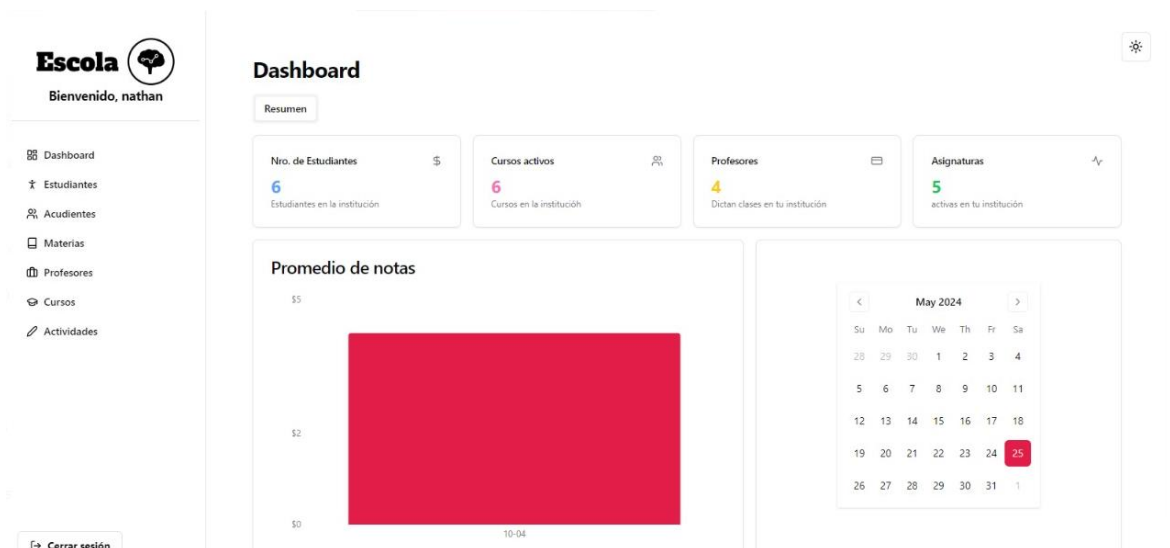 Escola
Bienvenido, nathan
Dashboard
Estudiantes
Acudientes
Materias
Profesores
Cursos
Actividades
Cerrar sesión
Dashboard
Resumen
Nro. de Estudiantes
$
6
Estudiantes en la institución
Cursos activos
6
Cursos en la institución
Profesores
4
Dictan clases en tu institución
Asignaturas
5
activas en tu institución
Promedio de notas
$5
$2
$0
10-04
May 2024
Su Mo Tu We Th Fr Sa
28 29 30 1 2 3 4
5 6 7 8 9 10 11
12 13 14 15 16 17 18
19 20 21 22 23 24 25
26 27 28 29 30 31 1